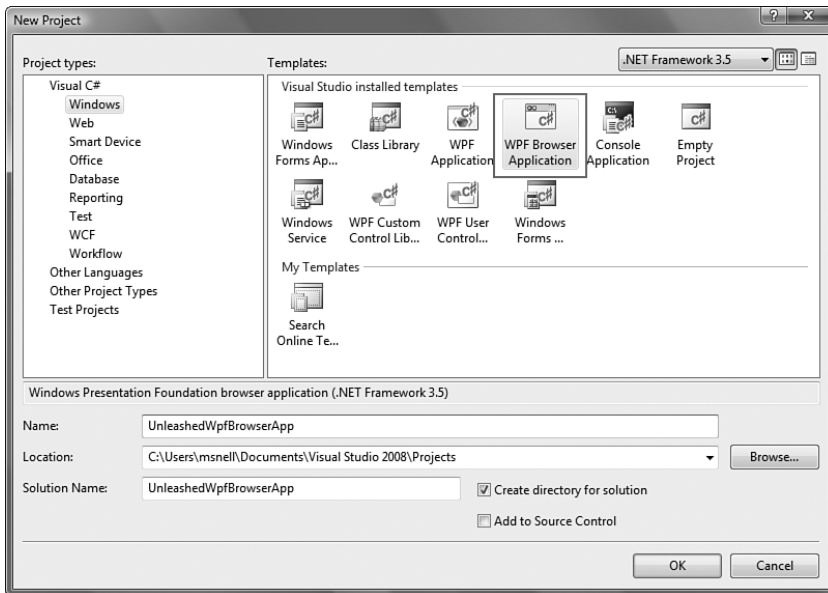 New Project
Project types:
Templates:
.NET Framework 3.5
Visual C#
Windows
Web
Smart Device
Office
Database
Reporting
Test
WCF
Workflow
Other Languages
Other Project Types
Test Projects
Visual Studio installed templates
Windows Forms Ap...
Class Library
WPF Application
WPF Browser Application
Console Application
Empty Project
Windows Service
WPF Custom Control Lib...
WPF User Control...
Windows Forms ...
My Templates
Search Online Te...
Windows Presentation Foundation browser application (.NET Framework 3.5)
Name:
UnleashedWpfBrowserApp
Location:
C:\Users\msnell\Documents\Visual Studio 2008\Projects
Browse...
Solution Name:
UnleashedWpfBrowserApp
Create directory for solution
Add to Source Control
OK
Cancel